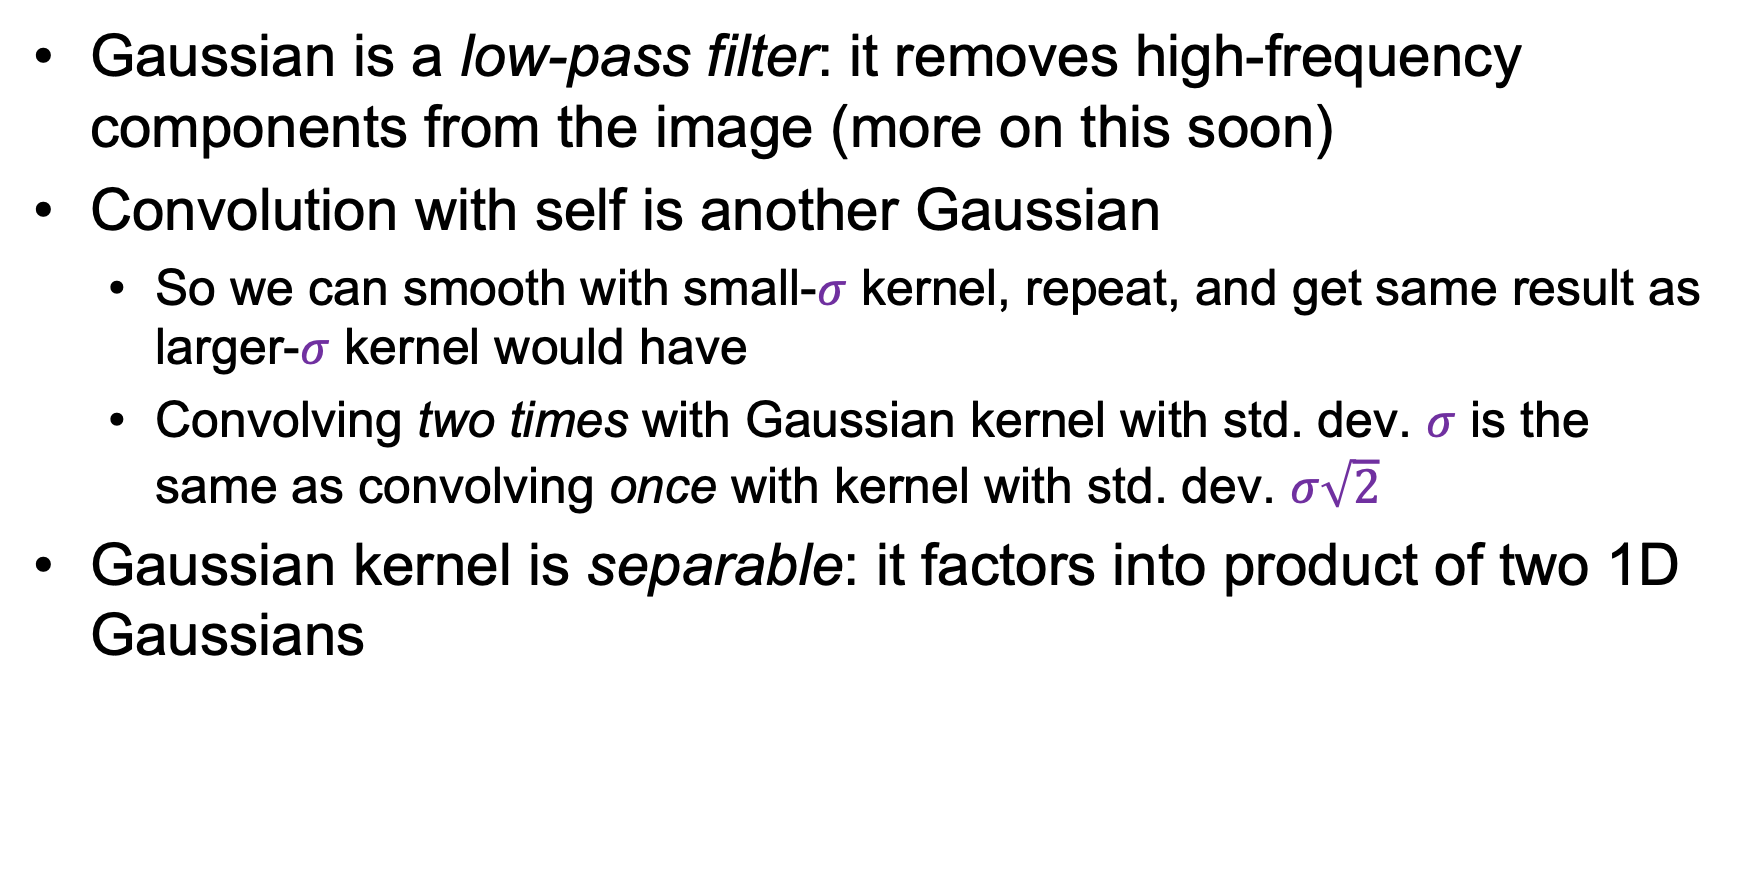 • Gaussian is a low-pass filter: it removes high-frequency
components from the image (more on this soon)
• Convolution with self is another Gaussian
• So we can smooth with small-σ kernel, repeat, and get same result as
larger-σ kernel would have
• Convolving two times with Gaussian kernel with std. dev. σ is the
same as convolving once with kernel with std. dev. σ√2
• Gaussian kernel is separable: it factors into product of two 1D
Gaussians